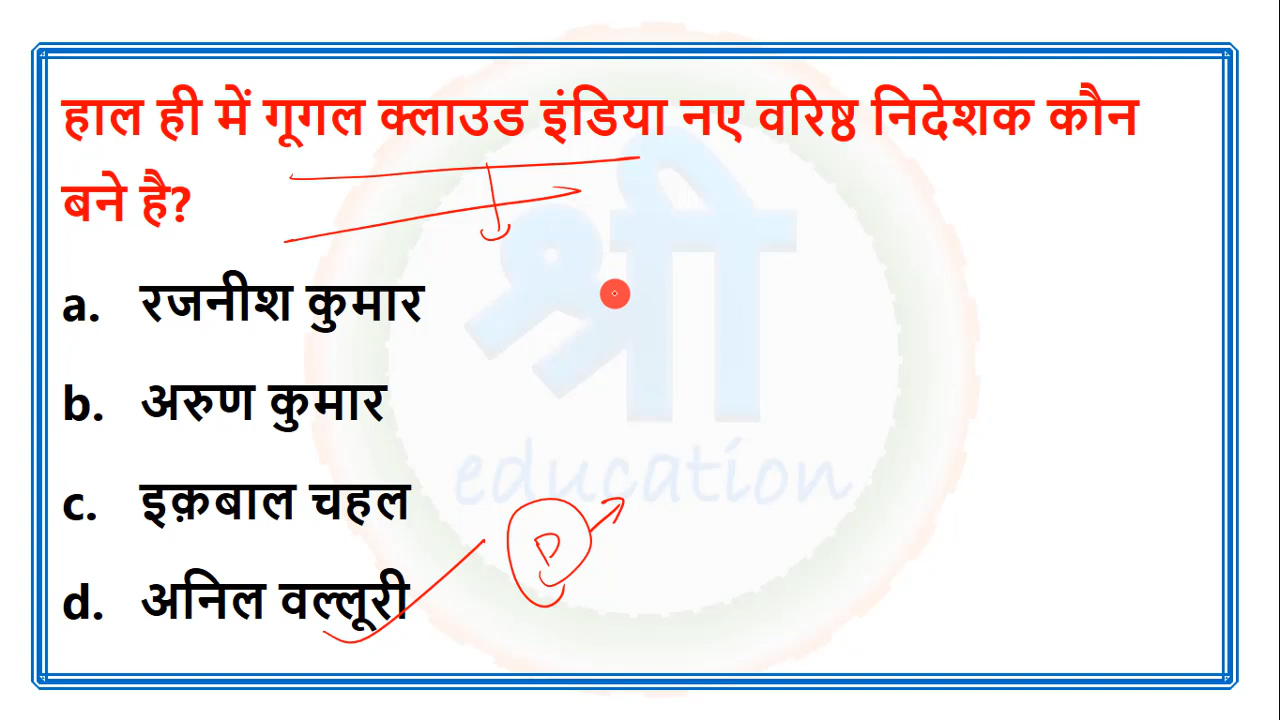 हाल ही में गूगल क्लाउड इंडिया नए वरिष्ठ निदेशक कौन
बने है?
a. रजनीश कुमार
b. अरुण कुमार
c. इक़बाल चहल
d. अनिल वल्लूरी
श्री
education
D